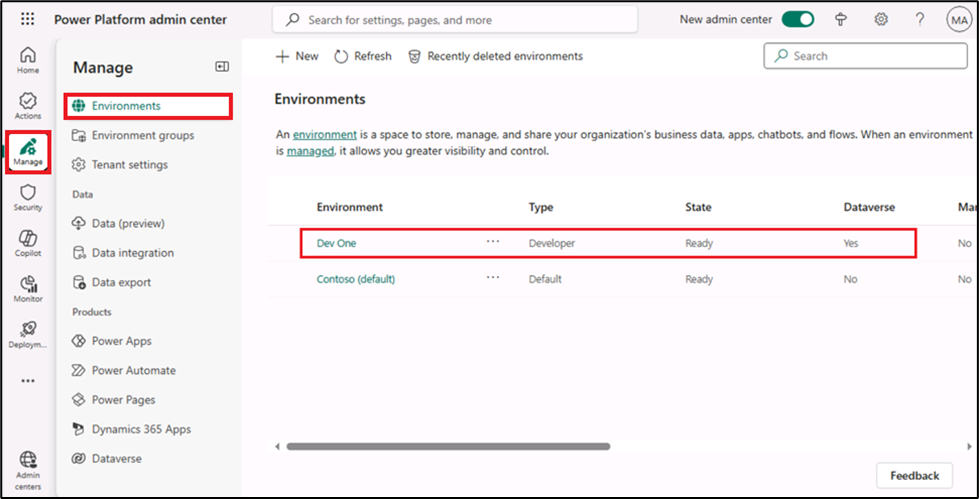 Power Platform admin center
Search for settings, pages, and more
New admin center
MA
Home
Actions
Manage
Security
Copilot
Monitor
Deploym...
Admin
centers
Manage
Environments
Environment groups
Tenant settings
Data
Data (preview)
Data integration
Data export
Products
Power Apps
Power Automate
Power Pages
Dynamics 365 Apps
Dataverse
New Refresh Recently deleted environments
Search
Environments
An environment is a space to store, manage, and share your organization's business data, apps, chatbots, and flows. When an environment
is managed, it allows you greater visibility and control.
Environment Type State Dataverse Mar
Dev One ... Developer Ready Yes No
Contoso (default) ... Default Ready No No
Feedback